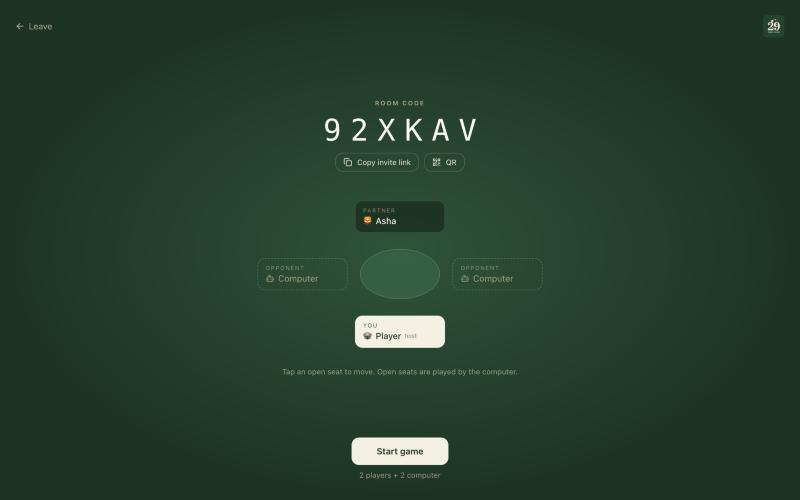 Leave
29
ROOM CODE
92XKAV
Copy invite link
QR
PARTNER
Asha
OPPONENT
Computer
OPPONENT
Computer
YOU
Player host
Tap an open seat to move. Open seats are played by the computer.
Start game
2 players + 2 computer